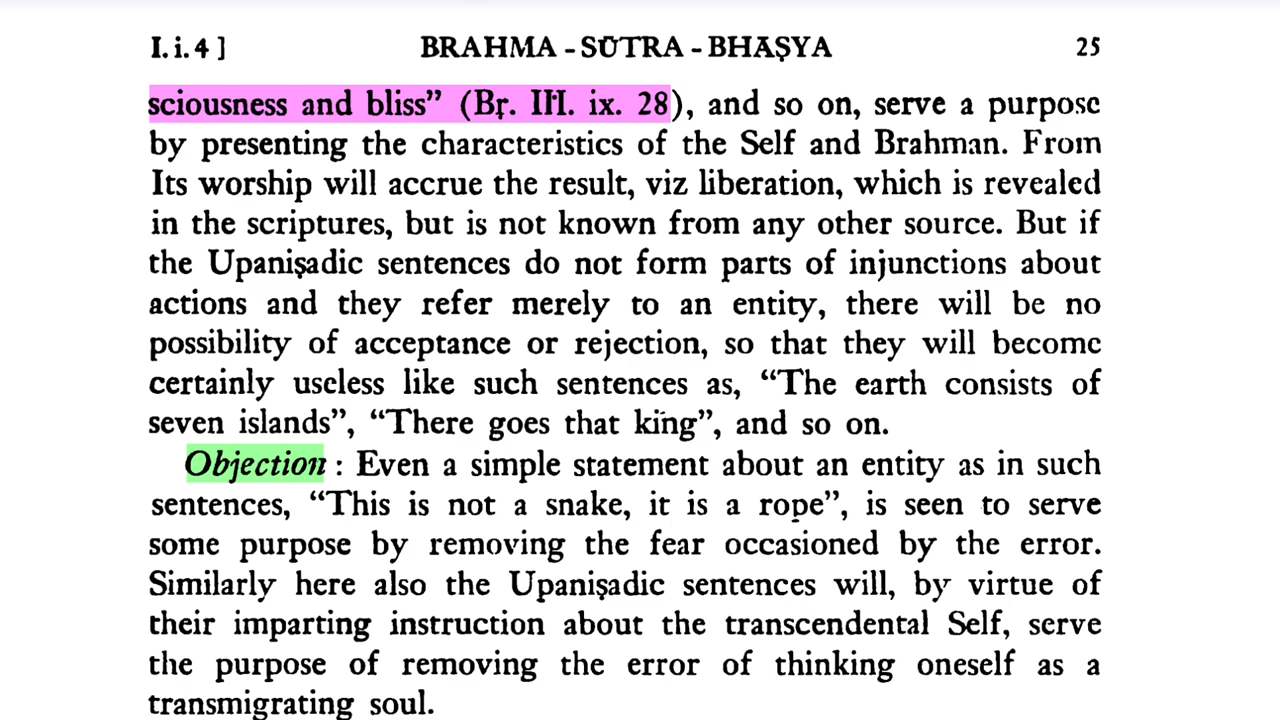 I. i. 4 ] BRAHMA - SŪTRA - BHĀṢYA 25
sciousness and bliss” (Bṛ. III. ix. 28), and so on, serve a purpose
by presenting the characteristics of the Self and Brahman. From
Its worship will accrue the result, viz liberation, which is revealed
in the scriptures, but is not known from any other source. But if
the Upaniṣadic sentences do not form parts of injunctions about
actions and they refer merely to an entity, there will be no
possibility of acceptance or rejection, so that they will become
certainly useless like such sentences as, “The earth consists of
seven islands”, “There goes that king”, and so on.
Objection : Even a simple statement about an entity as in such
sentences, “This is not a snake, it is a rope”, is seen to serve
some purpose by removing the fear occasioned by the error.
Similarly here also the Upaniṣadic sentences will, by virtue of
their imparting instruction about the transcendental Self, serve
the purpose of removing the error of thinking oneself as a
transmigrating soul.